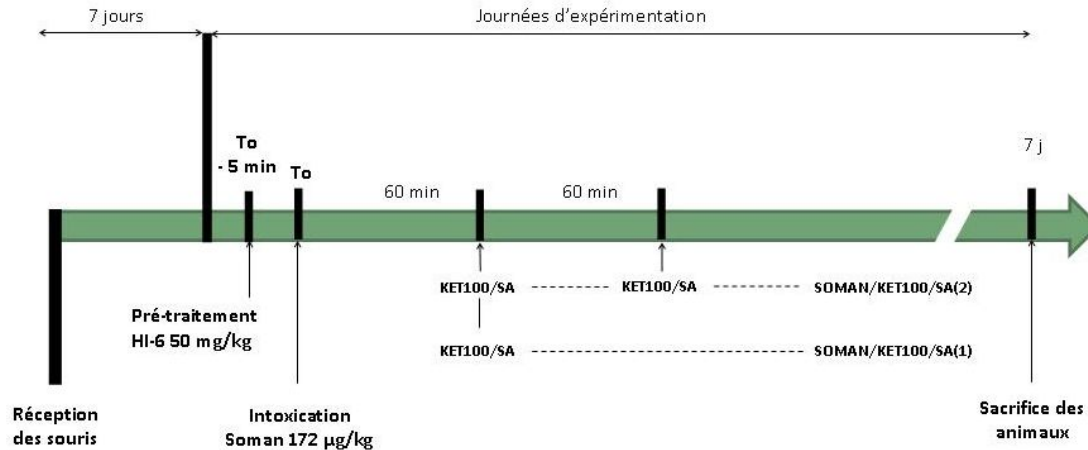 7 jours
Journées d'expérimentation
To
- 5 min
To
60 min
60 min
7 j
KET100/SA
KET100/SA
SOMAN/KET100/SA(2)
Pré-traitement
HI-6 50 mg/kg
KET100/SA
SOMAN/KET100/SA(1)
Réception
des souris
Intoxication
Soman 172 µg/kg
Sacrifice des
animaux